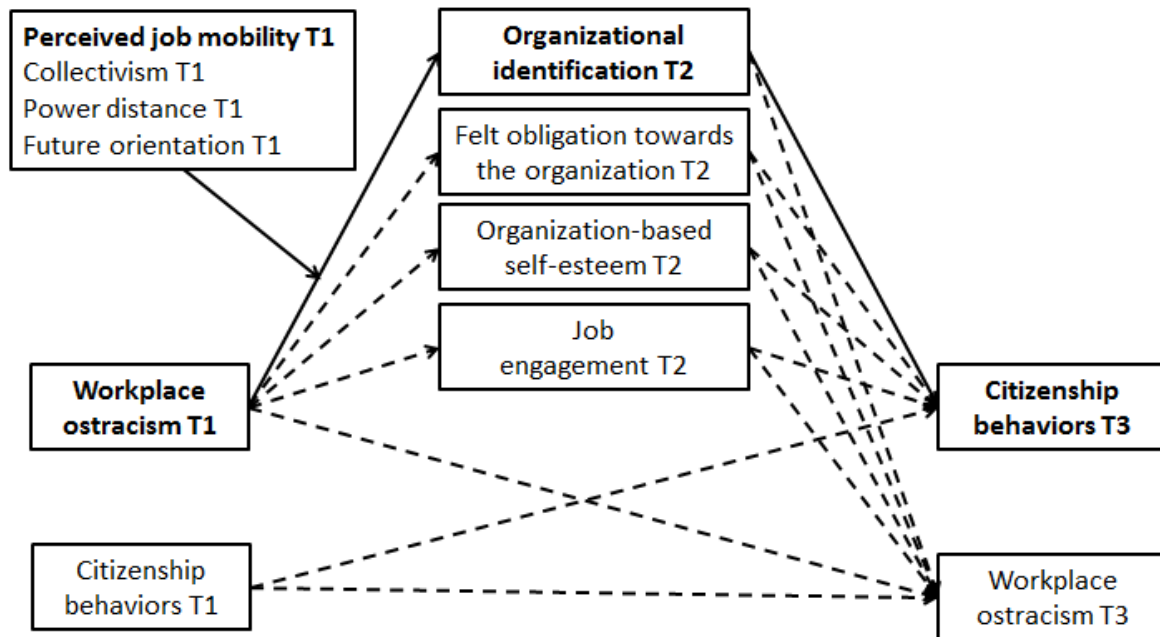 Perceived job mobility T1
Collectivism T1
Power distance T1
Future orientation T1
Organizational
identification T2
Felt obligation towards
the organization T2
Organization-based
self-esteem T2
Job
engagement T2
Workplace
ostracism T1
Citizenship
behaviors T3
Citizenship
behaviors T1
Workplace
ostracism T3